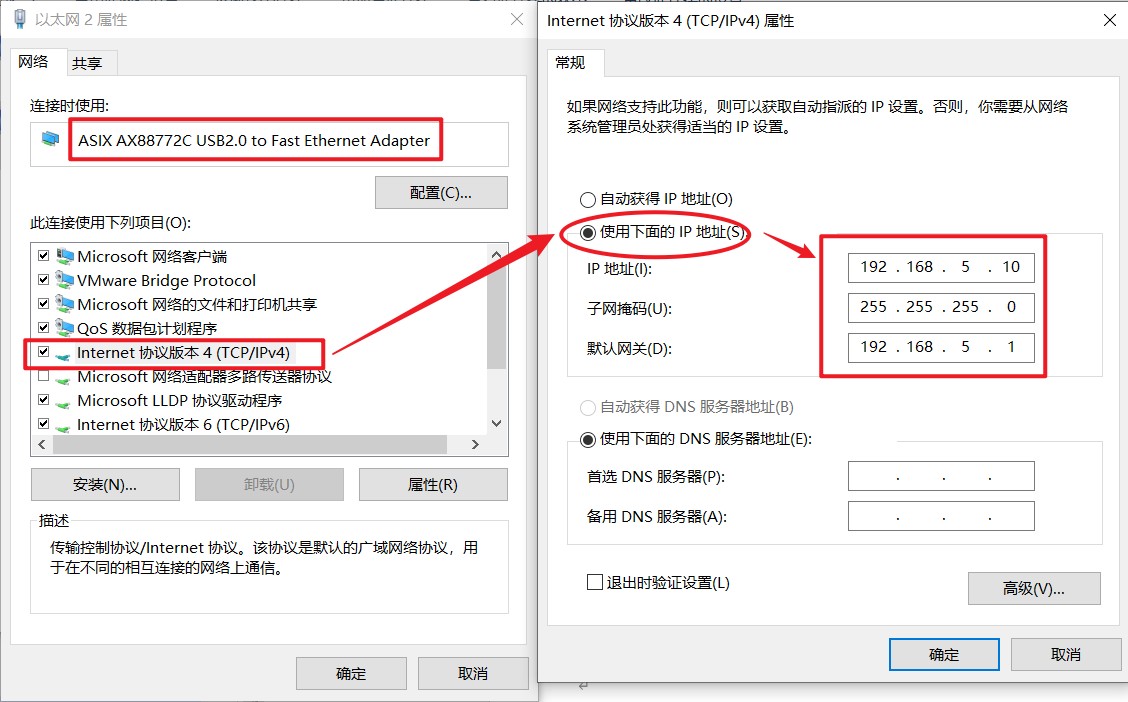 以太网 2 属性
网络
共享
连接时使用:
ASIX AX88772C USB2.0 to Fast Ethernet Adapter
配置(C)...
此连接使用下列项目(O):
Microsoft 网络客户端
VMware Bridge Protocol
Microsoft 网络的文件和打印机共享
QoS 数据包计划程序
Internet 协议版本 4 (TCP/IPv4)
Microsoft 网络适配器多路传送器协议
Microsoft LLDP 协议驱动程序
Internet 协议版本 6 (TCP/IPv6)
安装(N)...
卸载(U)
属性(R)
描述
传输控制协议/Internet 协议。该协议是默认的广域网络协议，用
于在不同的相互连接的网络上通信。
确定
取消
Internet 协议版本 4 (TCP/IPv4) 属性
常规
如果网络支持此功能，则可以获取自动指派的 IP 设置。否则，你需要从网络
系统管理员处获得适当的 IP 设置。
自动获得 IP 地址(O)
使用下面的 IP 地址(S):
IP 地址(I):
192 . 168 . 5 . 10
子网掩码(U):
255 . 255 . 255 . 0
默认网关(D):
192 . 168 . 5 . 1
自动获得 DNS 服务器地址(B)
使用下面的 DNS 服务器地址(E):
首选 DNS 服务器(P):
. . .
备用 DNS 服务器(A):
. . .
退出时验证设置(L)
高级(V)...
确定
取消